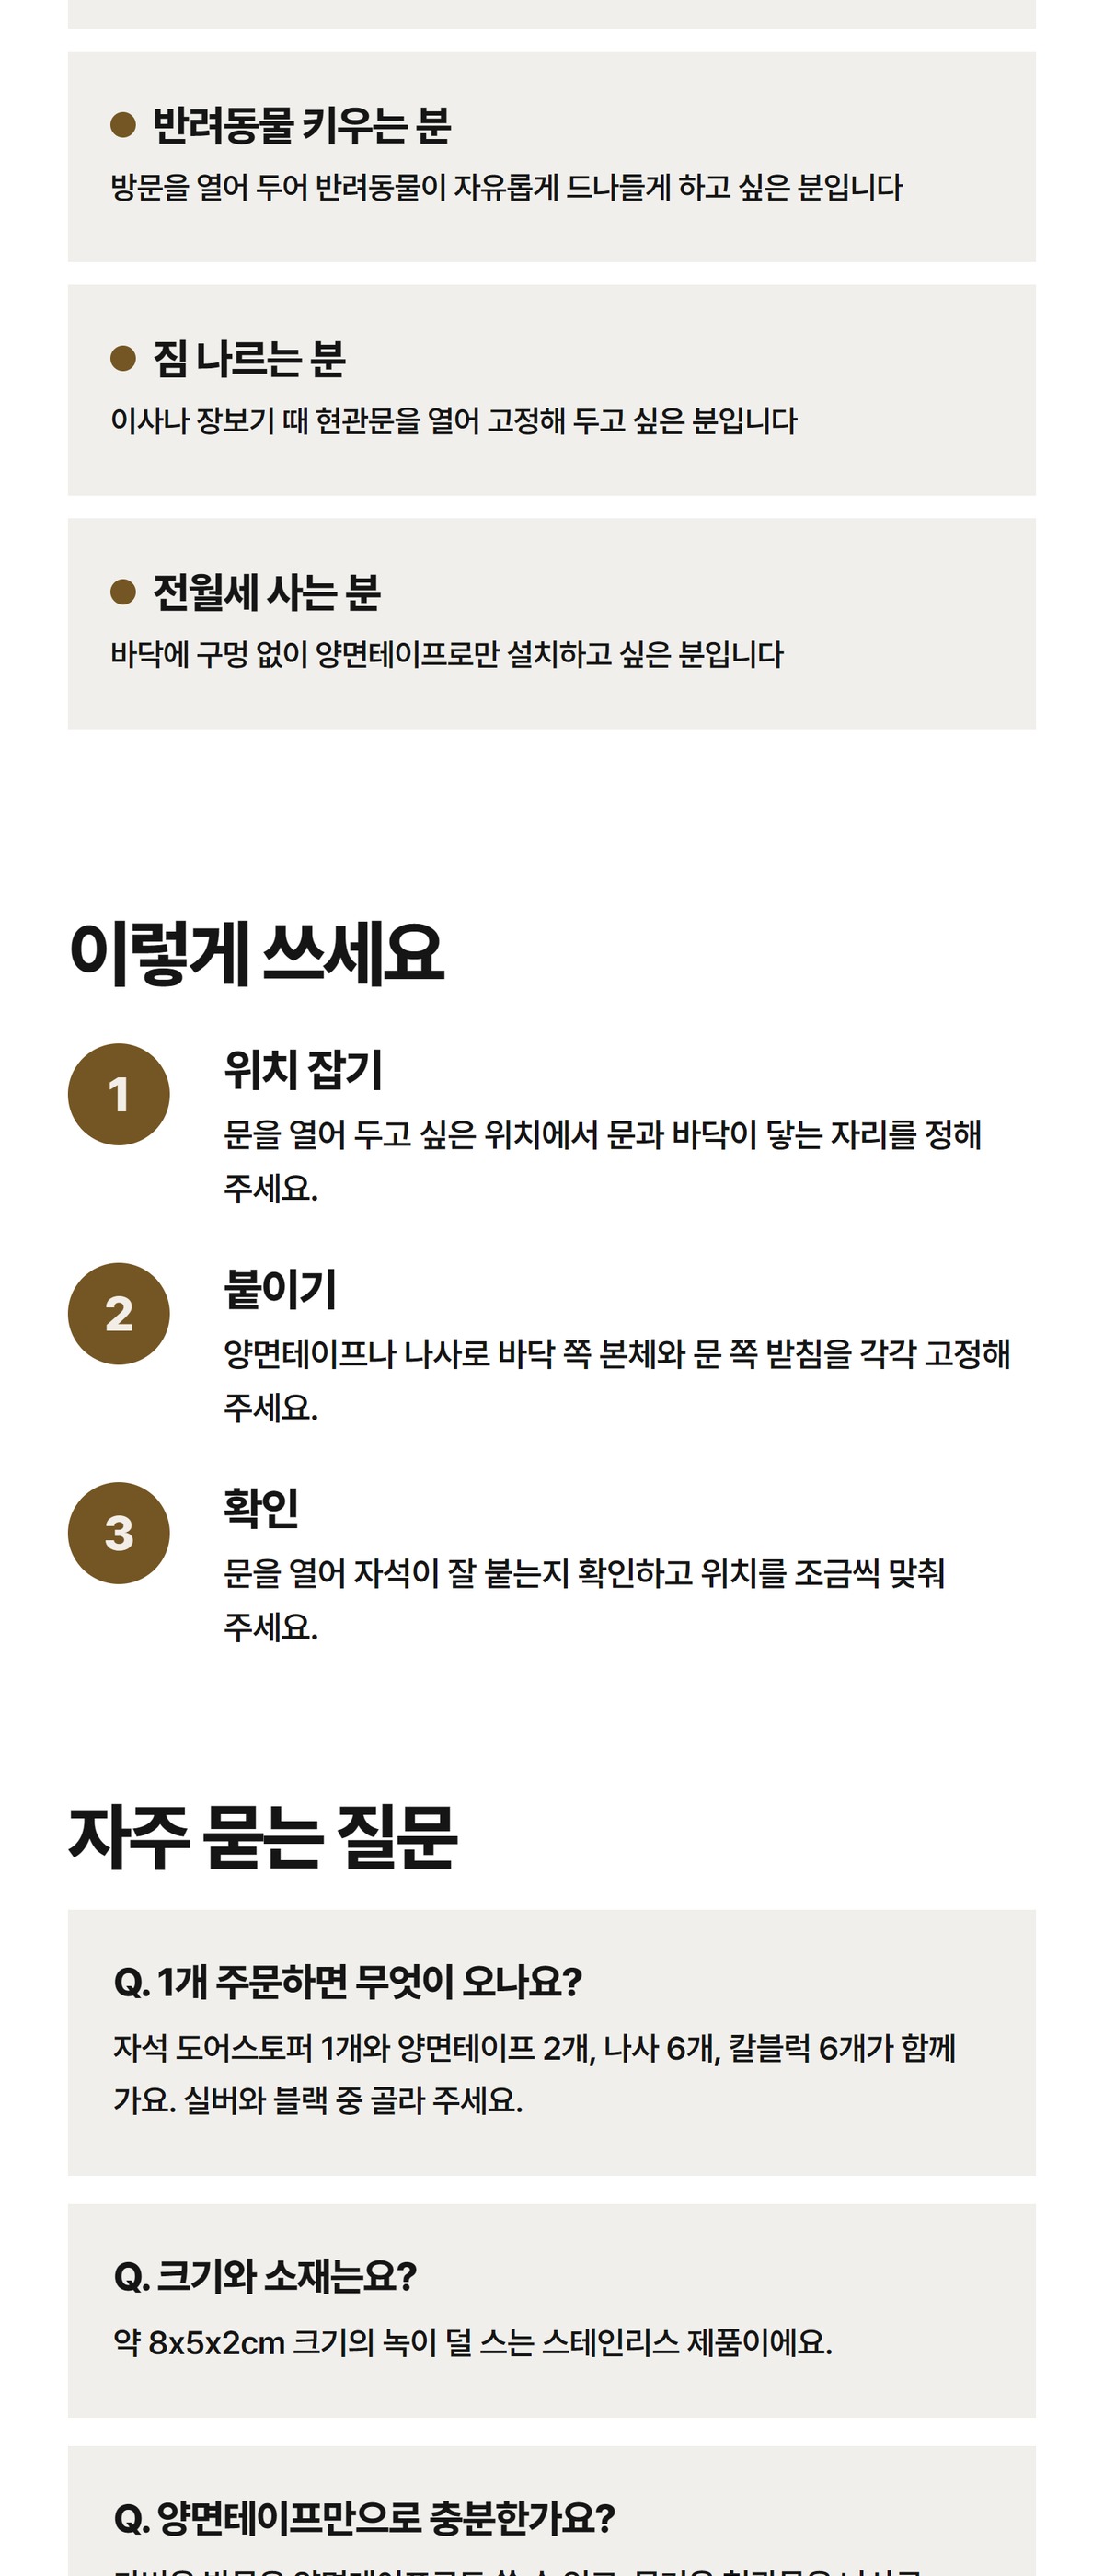 반려동물 키우는 분
방문을 열어 두어 반려동물이 자유롭게 드나들게 하고 싶은 분입니다
짐 나르는 분
이사나 장보기 때 현관문을 열어 고정해 두고 싶은 분입니다
전월세 사는 분
바닥에 구멍 없이 양면테이프로만 설치하고 싶은 분입니다
이렇게 쓰세요
1
위치 잡기
문을 열어 두고 싶은 위치에서 문과 바닥이 닿는 자리를 정해
주세요.
2
붙이기
양면테이프나 나사로 바닥 쪽 본체와 문 쪽 받침을 각각 고정해
주세요.
3
확인
문을 열어 자석이 잘 붙는지 확인하고 위치를 조금씩 맞춰
주세요.
자주 묻는 질문
Q. 1개 주문하면 무엇이 오나요?
자석 도어스토퍼 1개와 양면테이프 2개, 나사 6개, 칼블럭 6개가 함께
가요. 실버와 블랙 중 골라 주세요.
Q. 크기와 소재는요?
약 8x5x2cm 크기의 녹이 덜 스는 스테인리스 제품이에요.
Q. 양면테이프만으로 충분한가요?